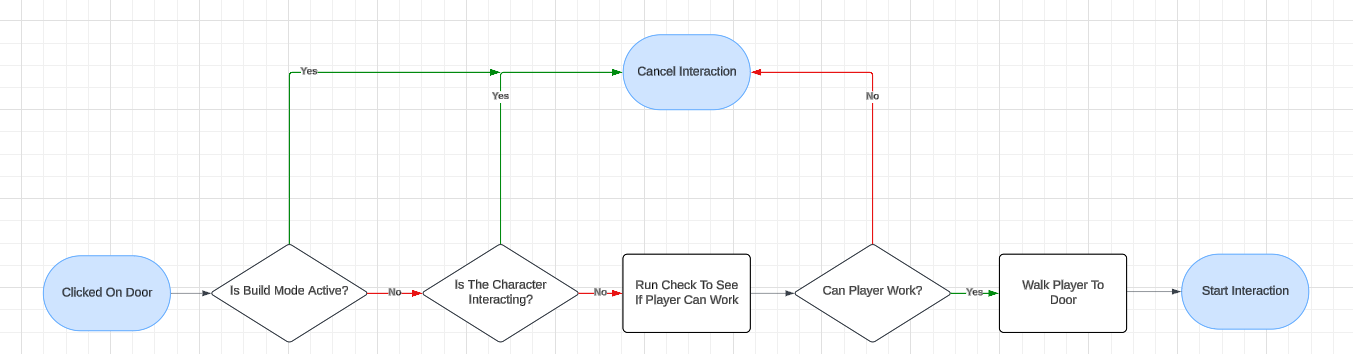 Yes
Cancel Interaction
Yes
No
Clicked On Door
Is Build Mode Active?
No
Is The Character
Interacting?
No
Run Check To See
If Player Can Work
Can Player Work?
Yes
Walk Player To
Door
Start Interaction